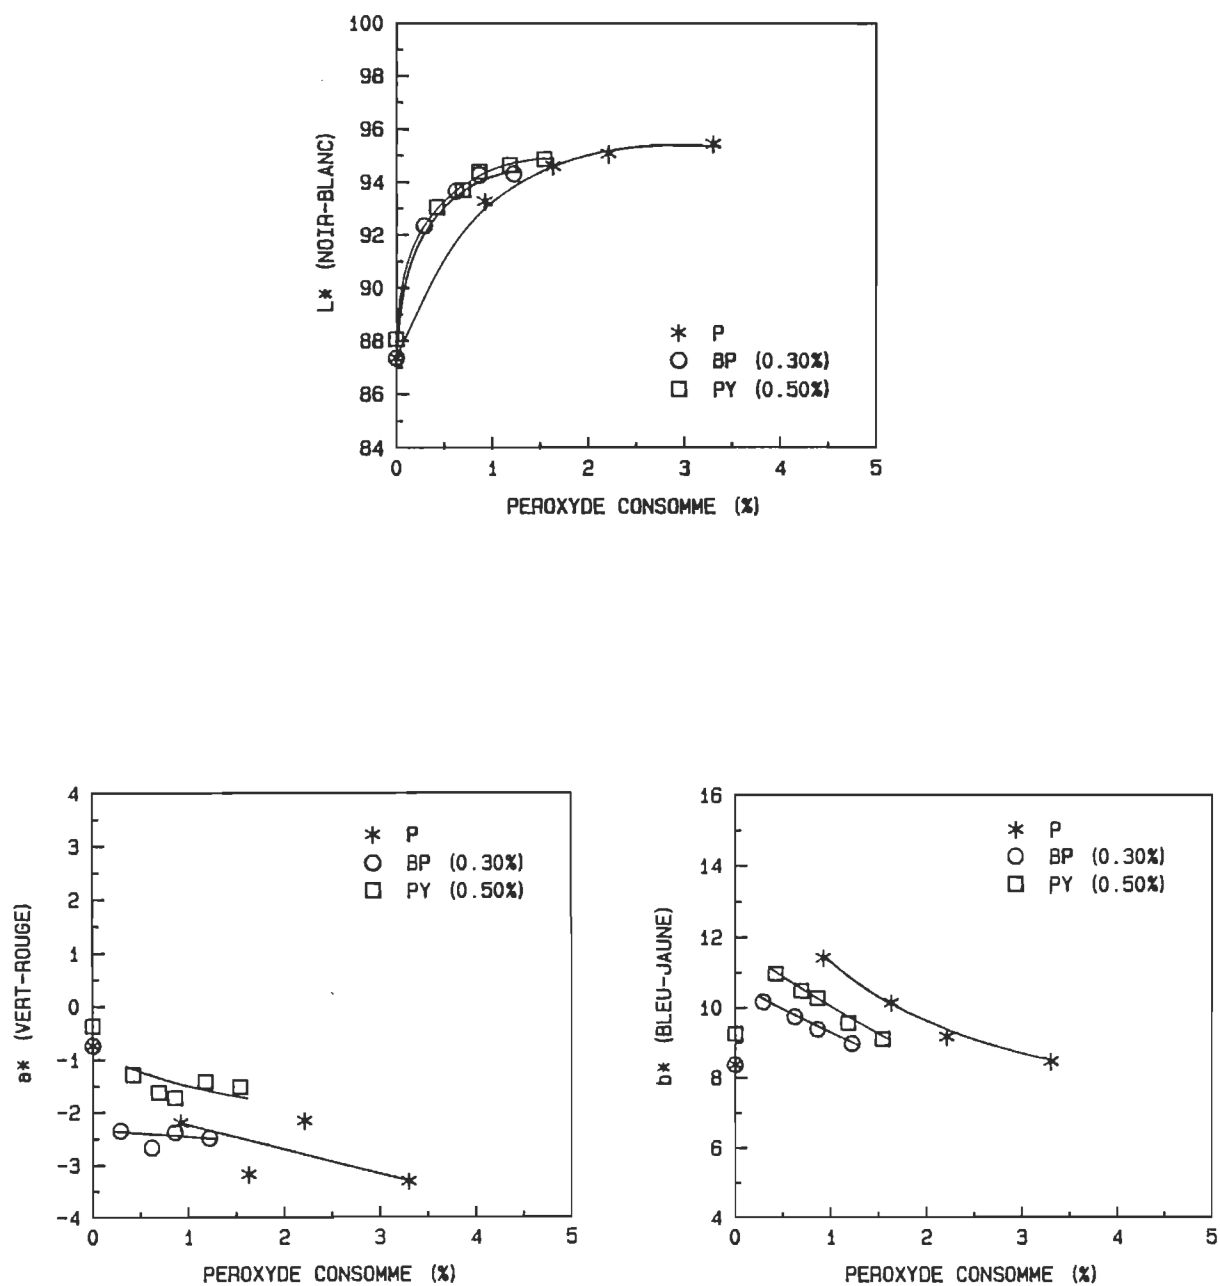 100
98
96
94
92
90
88
86
84
L* (NOIR-BLANC)
P
BP (0.30%)
PY (0.50%)
0 1 2 3 4 5
PEROXYDE CONSOMME (%)
4
3
2
1
0
-1
-2
-3
-4
a* (VERT-ROUGE)
P
BP (0.30%)
PY (0.50%)
0 1 2 3 4 5
PEROXYDE CONSOMME (%)
16
14
12
10
8
6
4
b* (BLEU-JAUNE)
P
BP (0.30%)
PY (0.50%)
0 1 2 3 4 5
PEROXYDE CONSOMME (%)